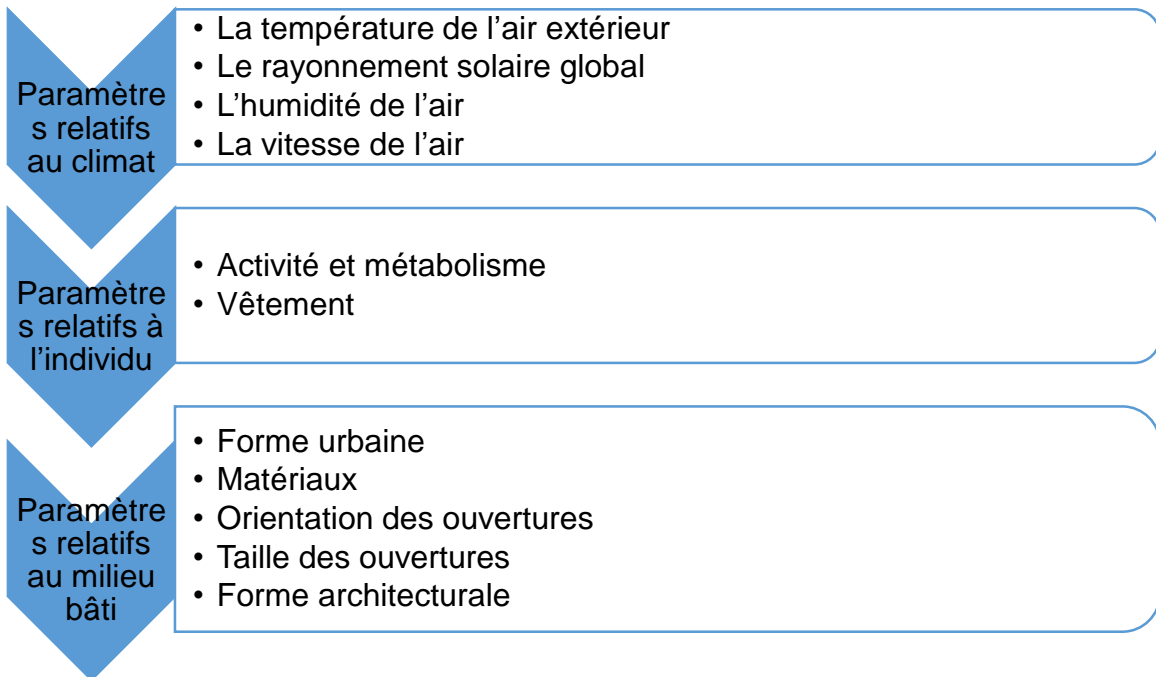 Paramètre
s relatifs
au climat
• La température de l’air extérieur
• Le rayonnement solaire global
• L’humidité de l’air
• La vitesse de l’air
Paramètre
s relatifs à
l’individu
• Activité et métabolisme
• Vêtement
Paramètre
s relatifs
au milieu
bâti
• Forme urbaine
• Matériaux
• Orientation des ouvertures
• Taille des ouvertures
• Forme architecturale